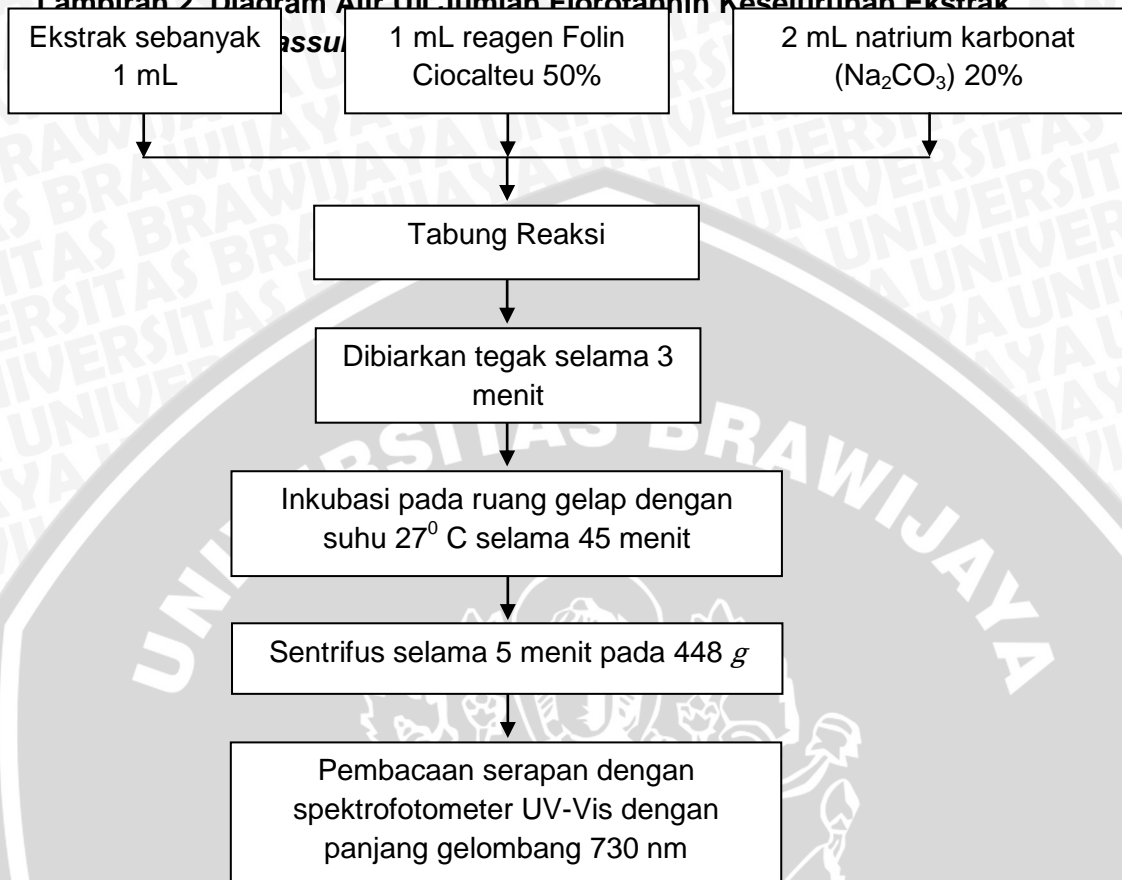 Lampiran 2. Diagram Alir Uji Jumlah Florotannin Keseluruhan Ekstrak
Ekstrak sebanyak
1 mL
1 mL reagen Folin
Ciocalteu 50%
2 mL natrium karbonat
(Na₂CO₃) 20%
Tabung Reaksi
Dibiarkan tegak selama 3
menit
Inkubasi pada ruang gelap dengan
suhu 27⁰ C selama 45 menit
Sentrifus selama 5 menit pada 448 g
Pembacaan serapan dengan
spektrofotometer UV-Vis dengan
panjang gelombang 730 nm
UNIVERSITAS BRAWIJAYA